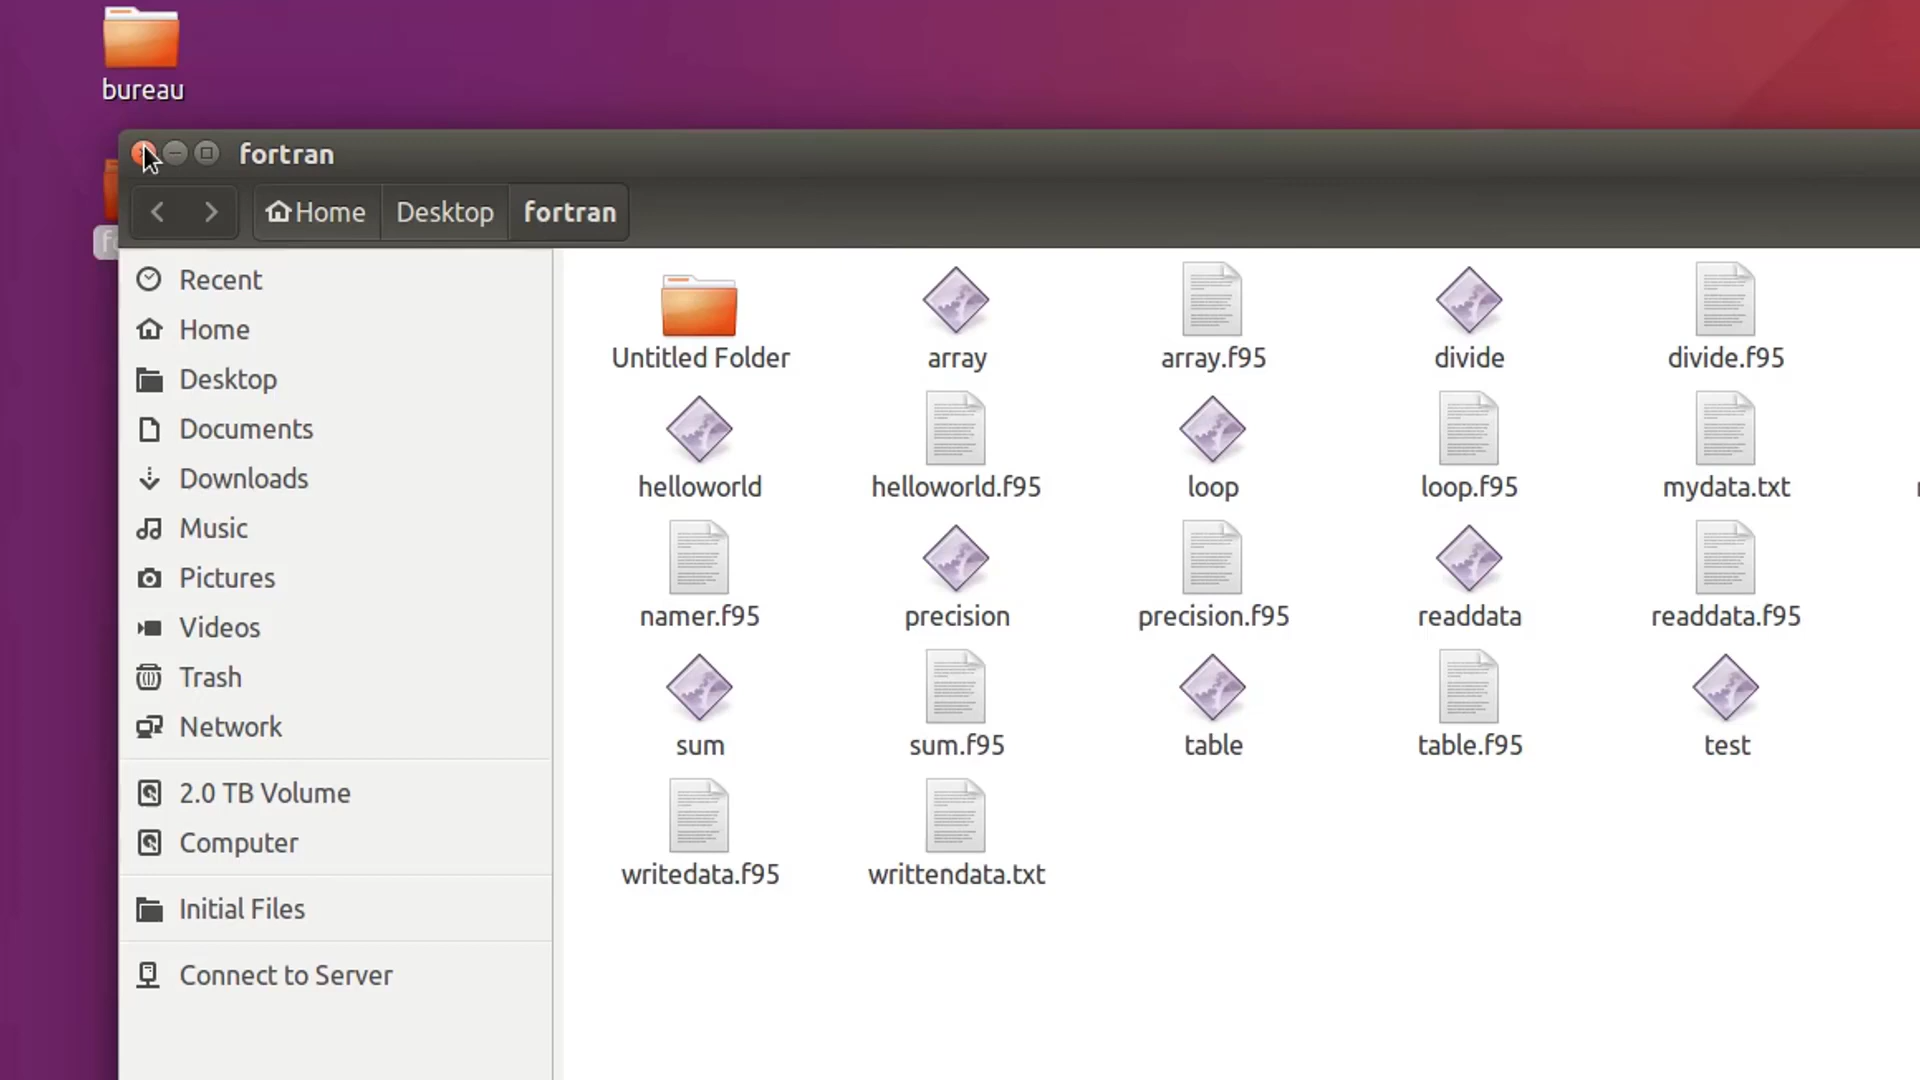 bureau
fortran
Home Desktop fortran
Recent
Home
Desktop
Documents
Downloads
Music
Pictures
Videos
Trash
Network
2.0 TB Volume
Computer
Initial Files
Connect to Server
Untitled Folder array array.f95 divide divide.f95
helloworld helloworld.f95 loop loop.f95 mydata.txt
namer.f95 precision precision.f95 readdata readdata.f95
sum sum.f95 table table.f95 test
writedata.f95 writtendata.txt